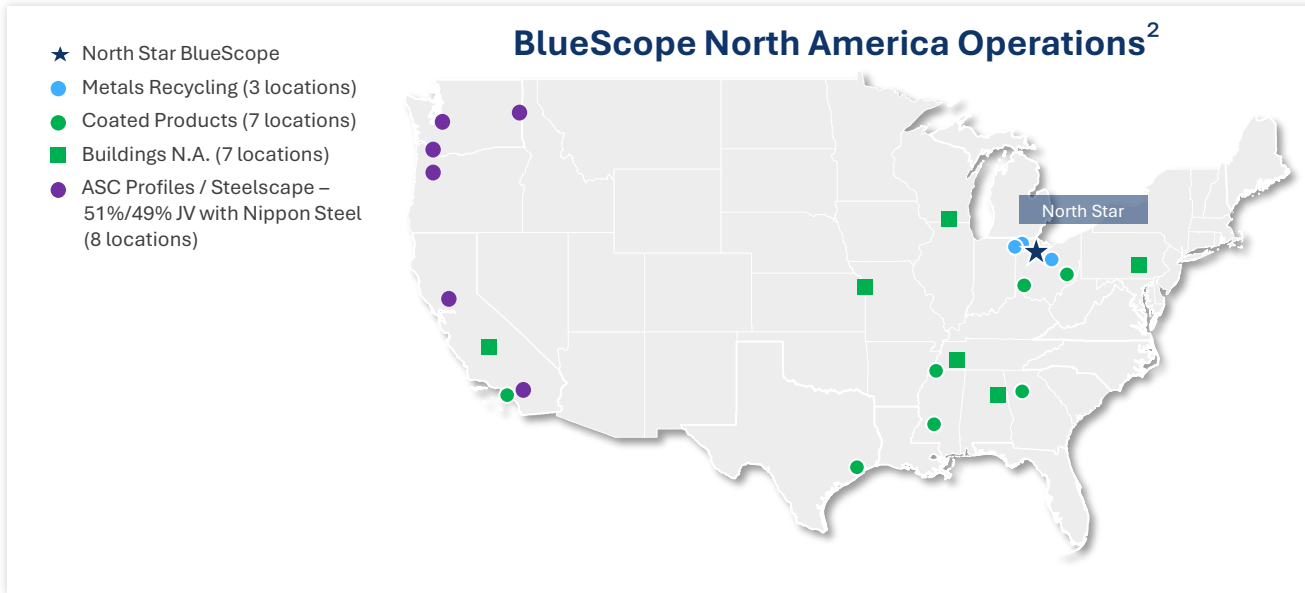 BlueScope North America Operations2
North Star BlueScope
Metals Recycling (3 locations)
Coated Products (7 locations)
Buildings N.A. (7 locations)
ASC Profiles / Steelscape –
51%/49% JV with Nippon Steel
(8 locations)
North Star